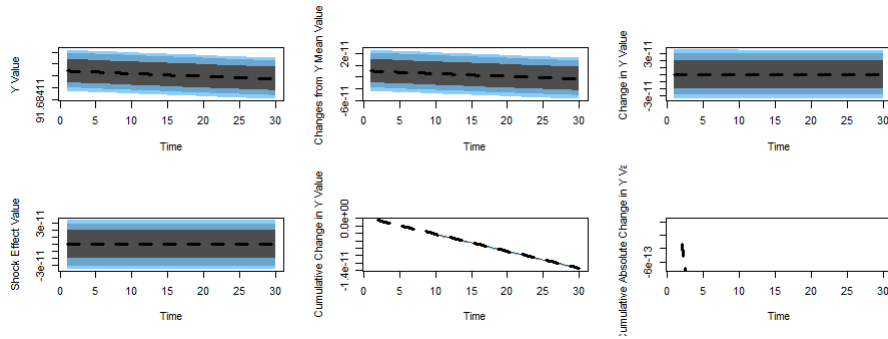 Y Value
91.68411
0 5 10 15 20 25 30
Time
Changes from Y Mean Value
-6e-11 2e-11
0 5 10 15 20 25 30
Time
Change in Y Value
-3e-11 3e-11
0 5 10 15 20 25 30
Time
Shock Effect Value
-3e-11 3e-11
0 5 10 15 20 25 30
Time
Cumulative Change in Y Value
-1.4e-11 0.0e+00
0 5 10 15 20 25 30
Time
Cumulative Absolute Change in Y
-6e-13
0 5 10 15 20 25 30
Time